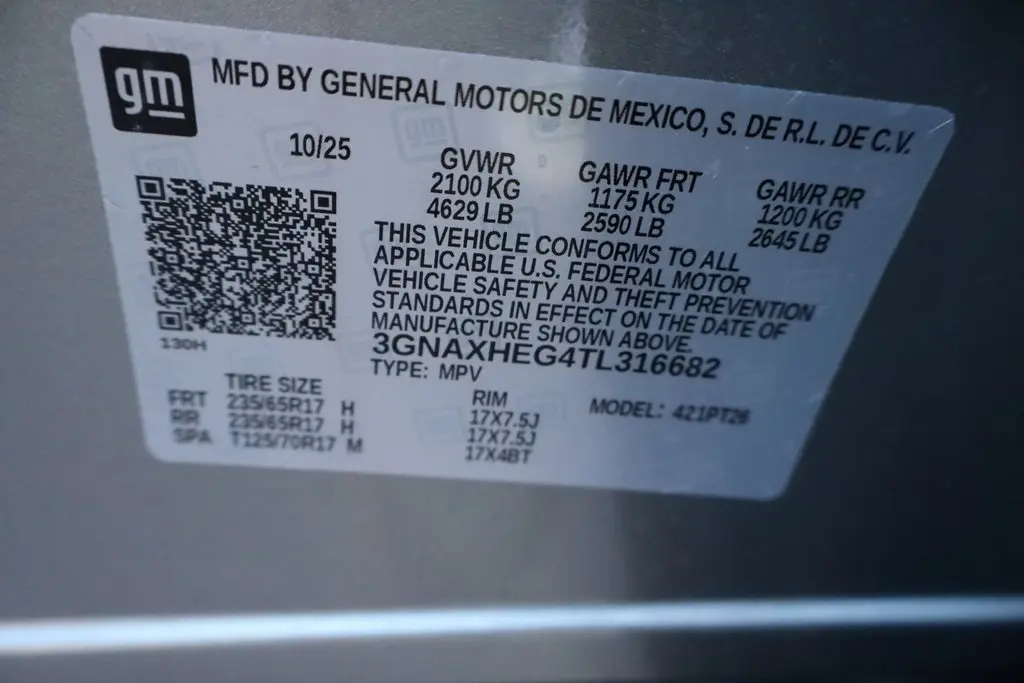 gm
MFD BY GENERAL MOTORS DE MEXICO, S. DE R.L. DE C.V.
10/25
GVWR GAWR FRT GAWR RR
2100 KG 1175 KG 1200 KG
4629 LB 2590 LB 2645 LB
THIS VEHICLE CONFORMS TO ALL
APPLICABLE U.S. FEDERAL MOTOR
VEHICLE SAFETY AND THEFT PREVENTION
STANDARDS IN EFFECT ON THE DATE OF
MANUFACTURE SHOWN ABOVE.
3GNAXHEG4TL316682
130H
TYPE: MPV
TIRE SIZE RIM MODEL: 421PT26
FRT 235/65R17 H 17X7.5J
RR 235/65R17 H 17X7.5J
SPA T125/70R17 M 17X4BT